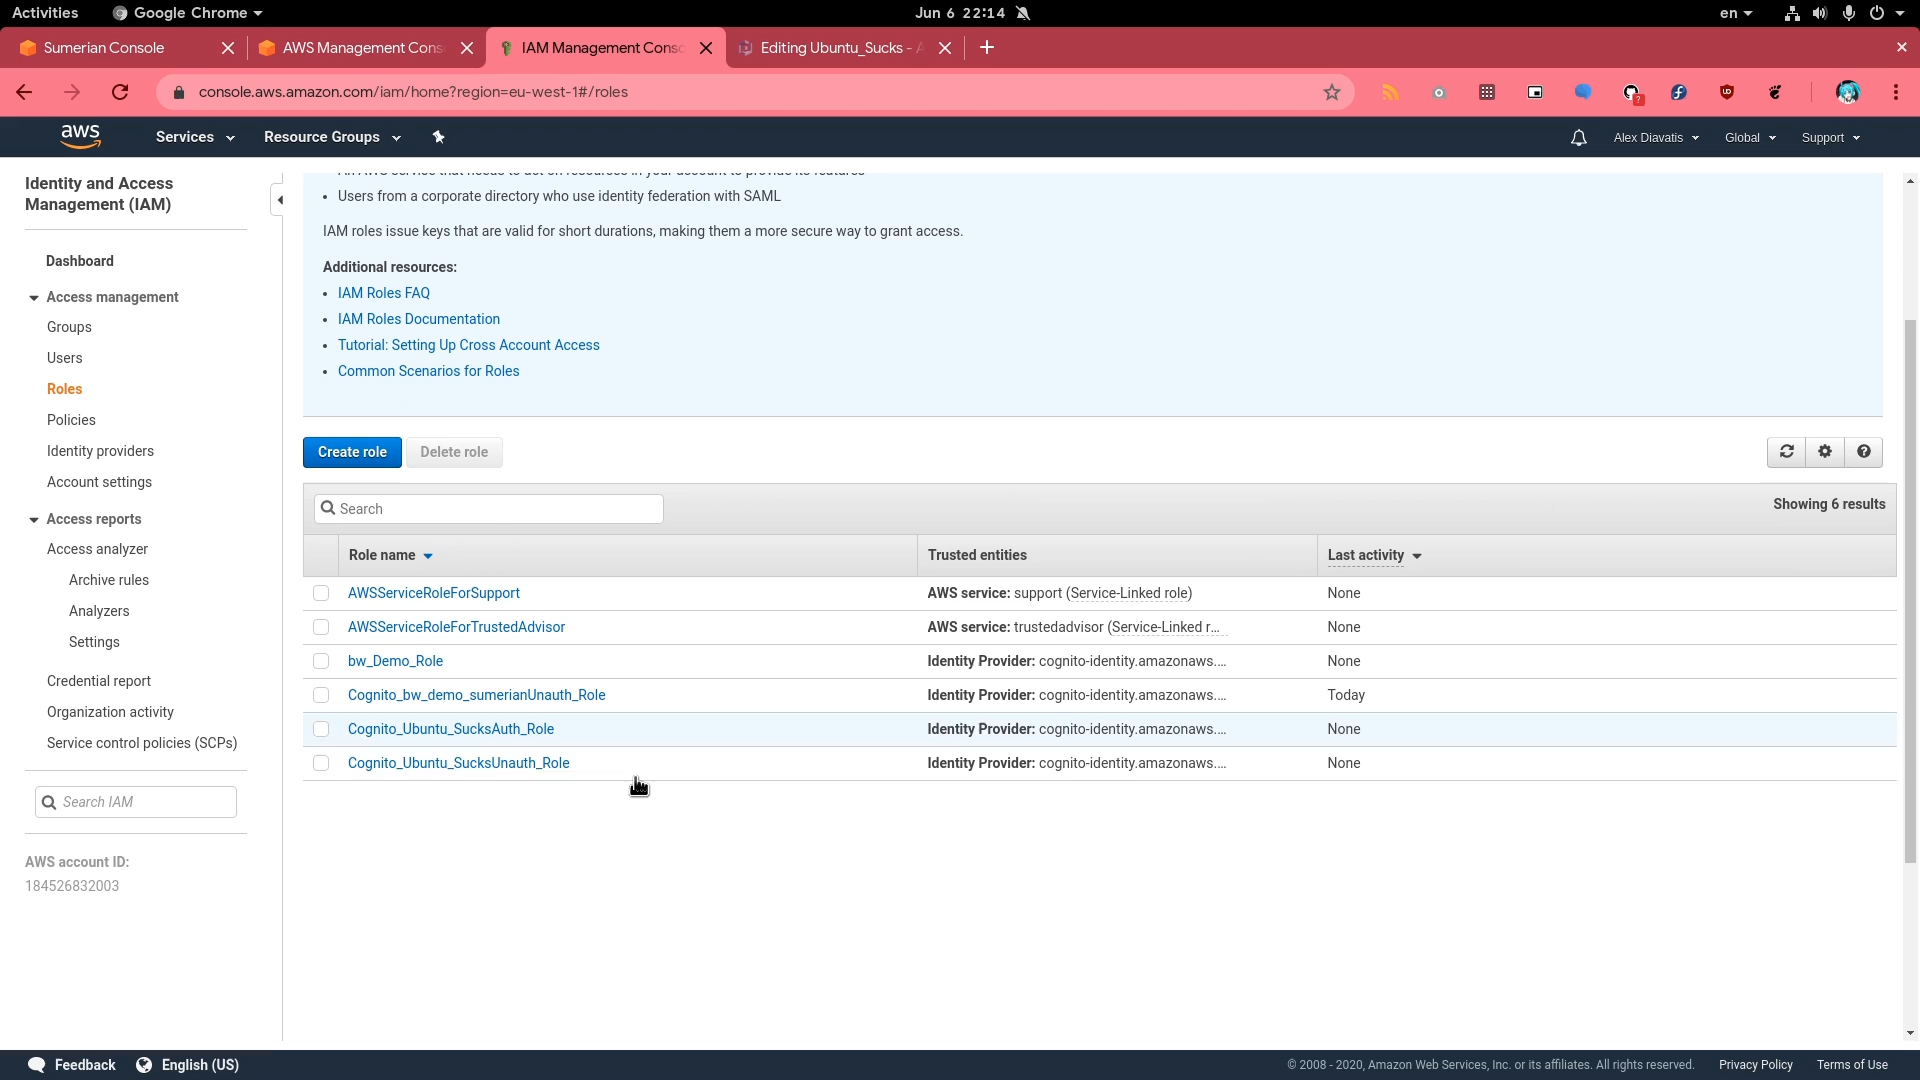 Activities
Google Chrome
Jun 6 22:14
en
Sumerian Console
AWS Management Cons
IAM Management Conso
Editing Ubuntu_Sucks -
console.aws.amazon.com/iam/home?region=eu-west-1#/roles
aws
Services
Resource Groups
Alex Diavatis
Global
Support
Identity and Access
Management (IAM)
Dashboard
Access management
Groups
Users
Roles
Policies
Identity providers
Account settings
Access reports
Access analyzer
Archive rules
Analyzers
Settings
Credential report
Organization activity
Service control policies (SCPs)
Search IAM
AWS account ID:
184526832003
An AWS service that needs to act on resources in your account to provide its features
• Users from a corporate directory who use identity federation with SAML
IAM roles issue keys that are valid for short durations, making them a more secure way to grant access.
Additional resources:
• IAM Roles FAQ
• IAM Roles Documentation
• Tutorial: Setting Up Cross Account Access
• Common Scenarios for Roles
Create role
Delete role
Search
Showing 6 results
Role name Trusted entities Last activity
AWSServiceRoleForSupport AWS service: support (Service-Linked role) None
AWSServiceRoleForTrustedAdvisor AWS service: trustedadvisor (Service-Linked r... None
bw_Demo_Role Identity Provider: cognito-identity.amazonaws.... None
Cognito_bw_demo_sumerianUnauth_Role Identity Provider: cognito-identity.amazonaws.... Today
Cognito_Ubuntu_SucksAuth_Role Identity Provider: cognito-identity.amazonaws.... None
Cognito_Ubuntu_SucksUnauth_Role Identity Provider: cognito-identity.amazonaws.... None
Feedback
English (US)
© 2008 - 2020, Amazon Web Services, Inc. or its affiliates. All rights reserved.
Privacy Policy
Terms of Use